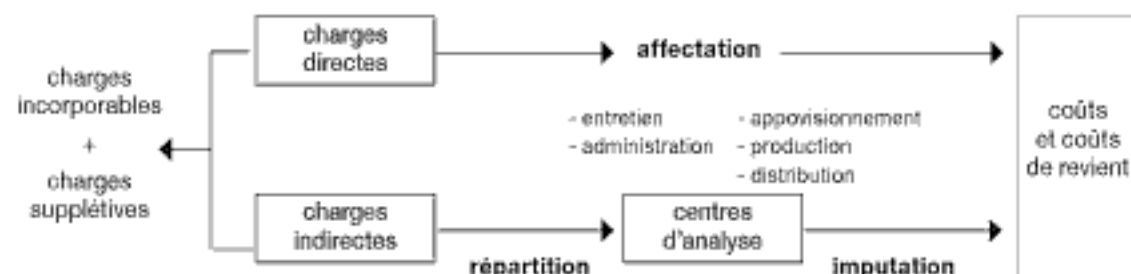 charges
incorporables
+
charges
supplétives
charges
directes
affectation
- entretien
- administration
- appovisionnement
- production
- distribution
charges
indirectes
répartition
centres
d'analyse
imputation
coûts
et coûts
de revient